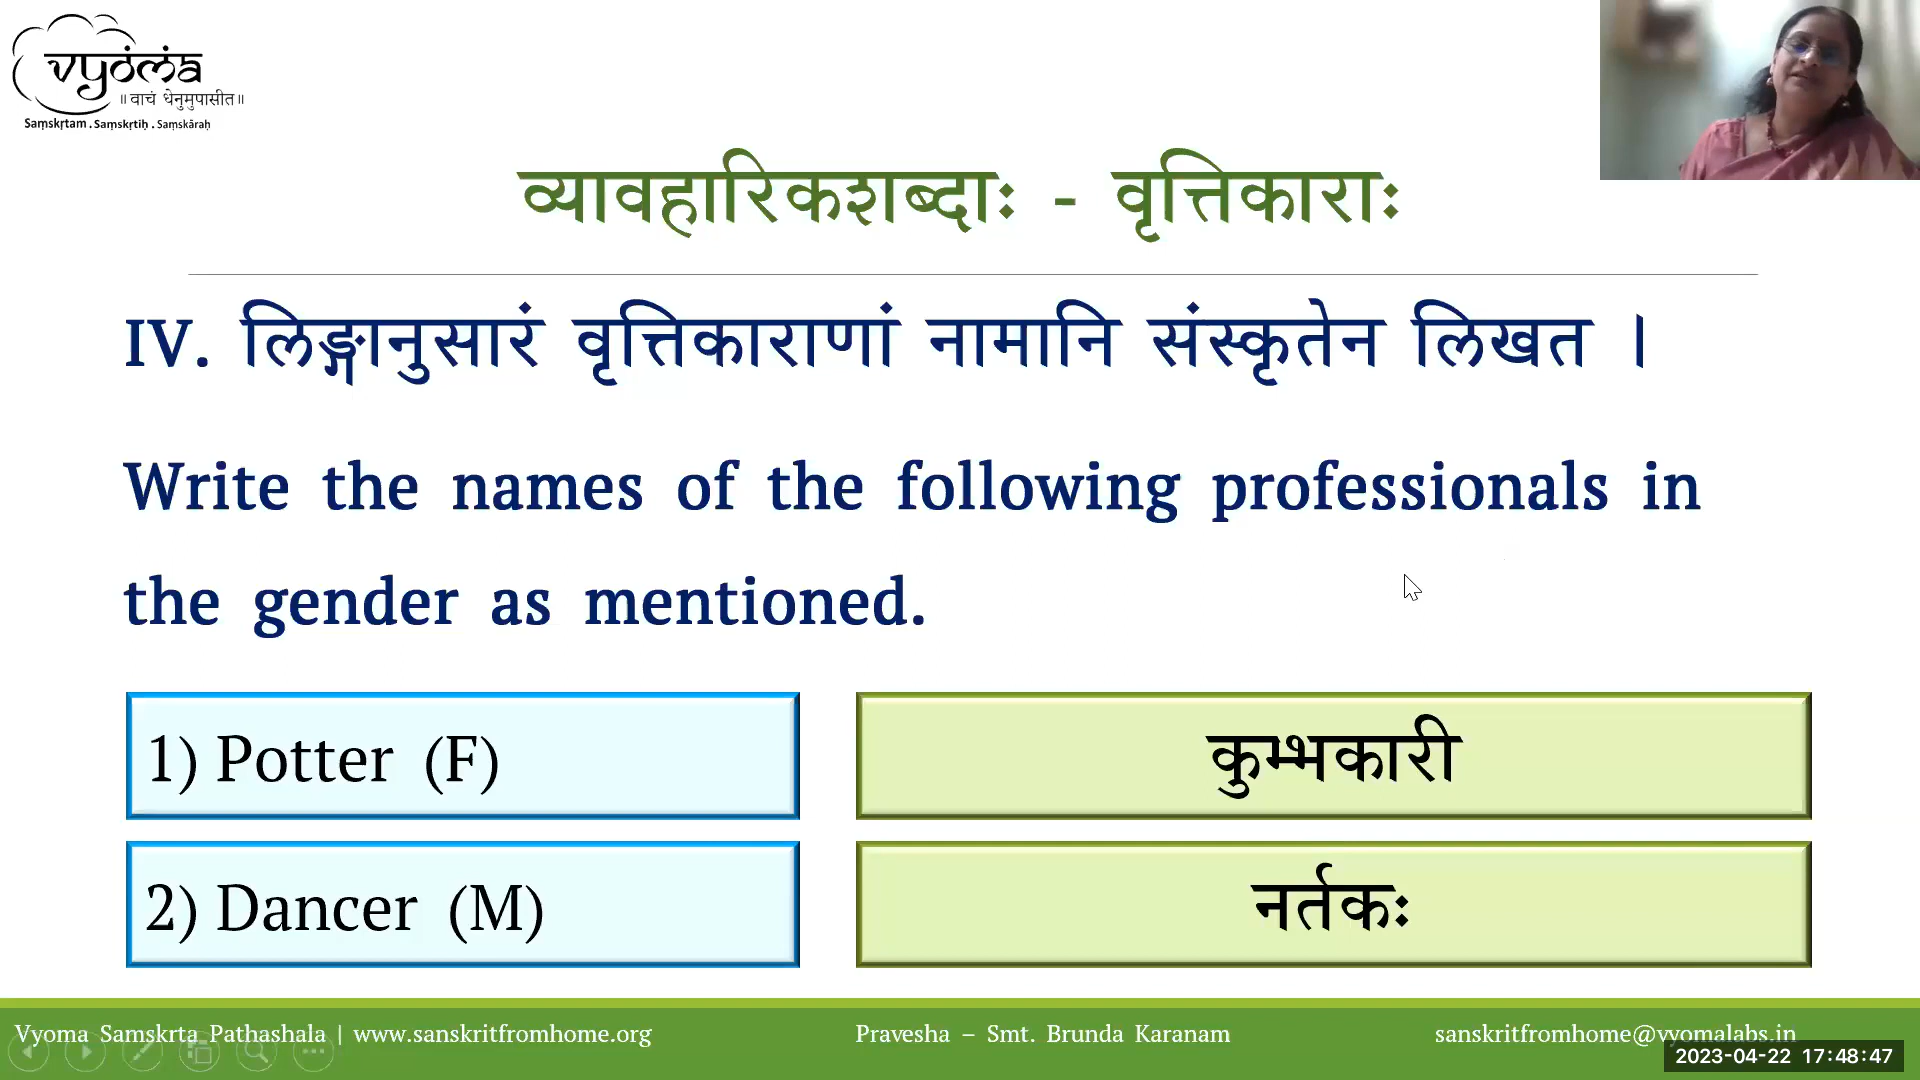 vyoma
॥वाचं धेनुमुपासीत॥
Saṃskṛtam . Saṃskṛtiḥ . Saṃskāraḥ
व्यावहारिकशब्दाः - वृत्तिकाराः
IV. लिङ्गानुसारं वृत्तिकाराणां नामानि संस्कृतेन लिखत ।
Write the names of the following professionals in
the gender as mentioned.
1) Potter (F)
कुम्भकारी
2) Dancer (M)
नर्तकः
Vyoma Samskrta Pathashala | www.sanskritfromhome.org
Pravesha – Smt. Brunda Karanam
sanskritfromhome@vyomalabs.in
2023-04-22 17:48:47